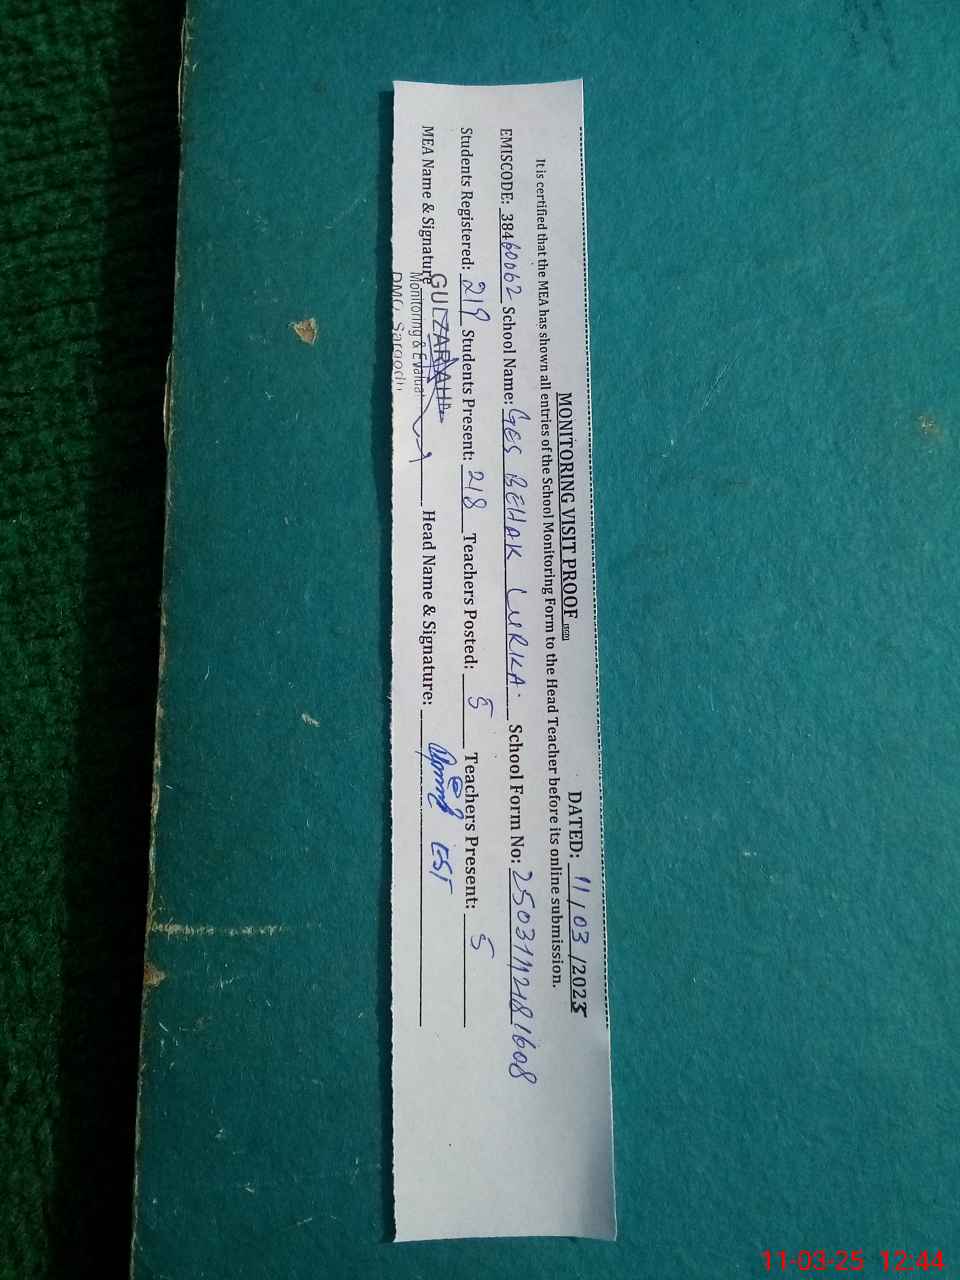 MONITORING VISIT PROOF DATED: 11/03/2025
It is certified that the MEA has shown all entries of the School Monitoring Form to the Head Teacher before its online submission.
EMISCODE: 38460062 School Name: GES BEHAK LURKA. School Form No:
Students Registered: 219 Students Present: 218 Teachers Posted: 5 Teachers Present: 5
MEA Name & Signature Head Name & Signature: EST
GULZAR
Monitoring &
DMO, Sargodh
11-03-25 12:44